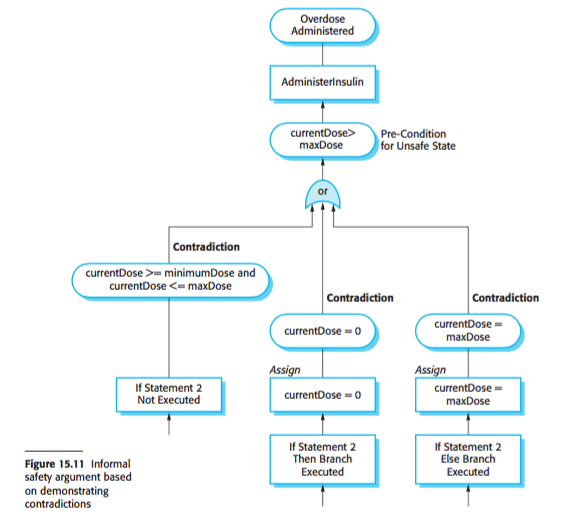 Overdose
Administered
AdministerInsulin
currentDose>
maxDose
Pre-Condition
for Unsafe State
or
Contradiction
currentDose >= minimumDose and
currentDose <= maxDose
If Statement 2
Not Executed
Contradiction
currentDose = 0
Assign
currentDose = 0
If Statement 2
Then Branch
Executed
Contradiction
currentDose =
maxDose
Assign
currentDose =
maxDose
If Statement 2
Else Branch
Executed
Figure 15.11 Informal
safety argument based
on demonstrating
contradictions